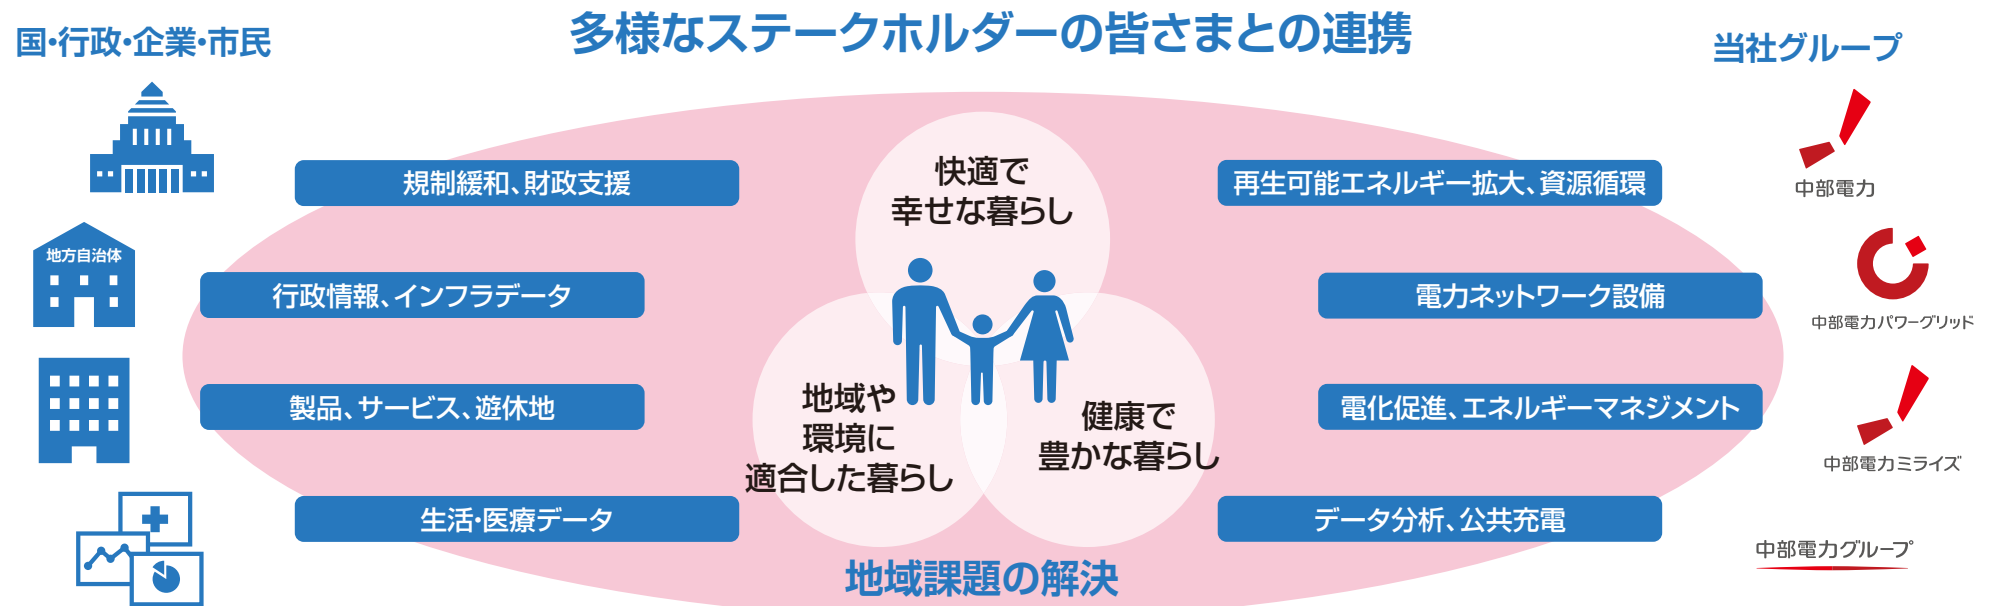 多様なステークホルダーの皆さまとの連携
国・行政・企業・市民
当社グループ
規制緩和、財政支援
地方自治体
行政情報、インフラデータ
製品、サービス、遊休地
生活・医療データ
快適で
幸せな暮らし
地域や
環境に
適合した暮らし
健康で
豊かな暮らし
地域課題の解決
再生可能エネルギー拡大、資源循環
電力ネットワーク設備
電化促進、エネルギーマネジメント
データ分析、公共充電
中部電力
中部電力パワーグリッド
中部電力ミライズ
中部電力グループ